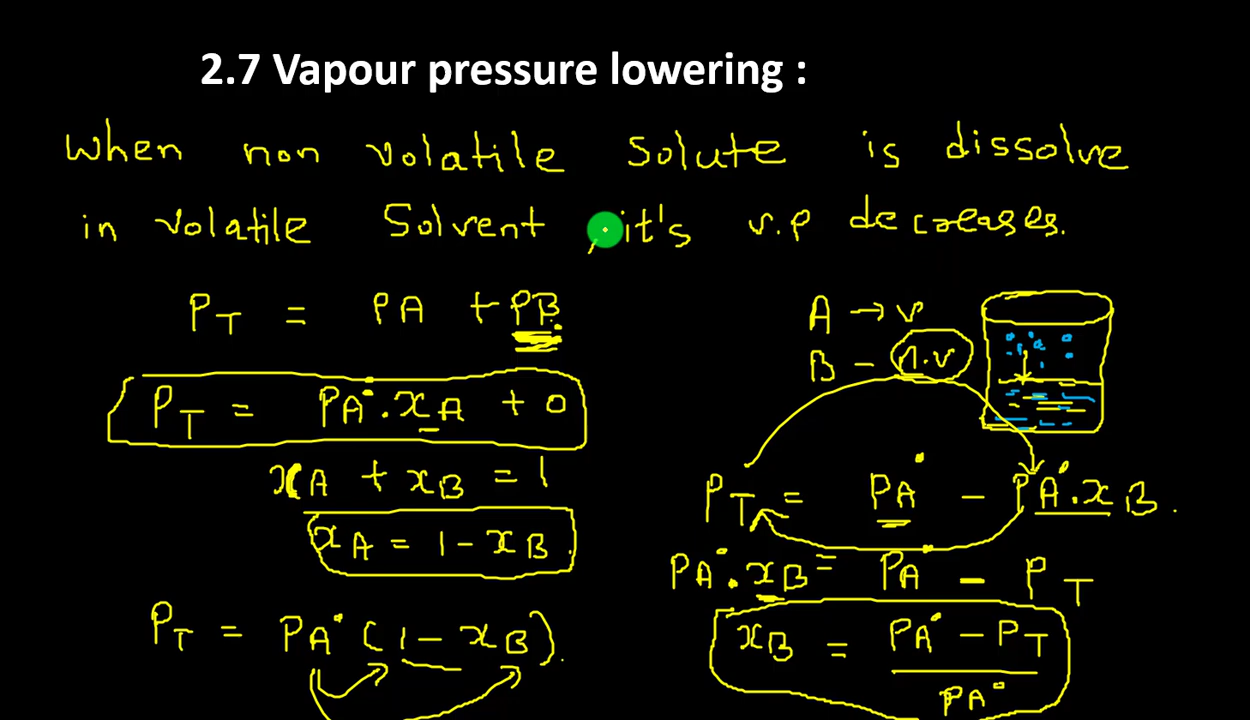 2.7 Vapour pressure lowering :
When non volatile solute is dissolve
in volatile Solvent , it's v.p decreases.
PT = PA + PB.
PT = PA°.xA + 0
xA + xB = 1
xA = 1 - xB.
PT = PA° (1 - xB).
A → v
B - n.v
PT = PA° - PA°.xB.
PA°.xB = PA° - PT
xB = PA° - PT
PA°